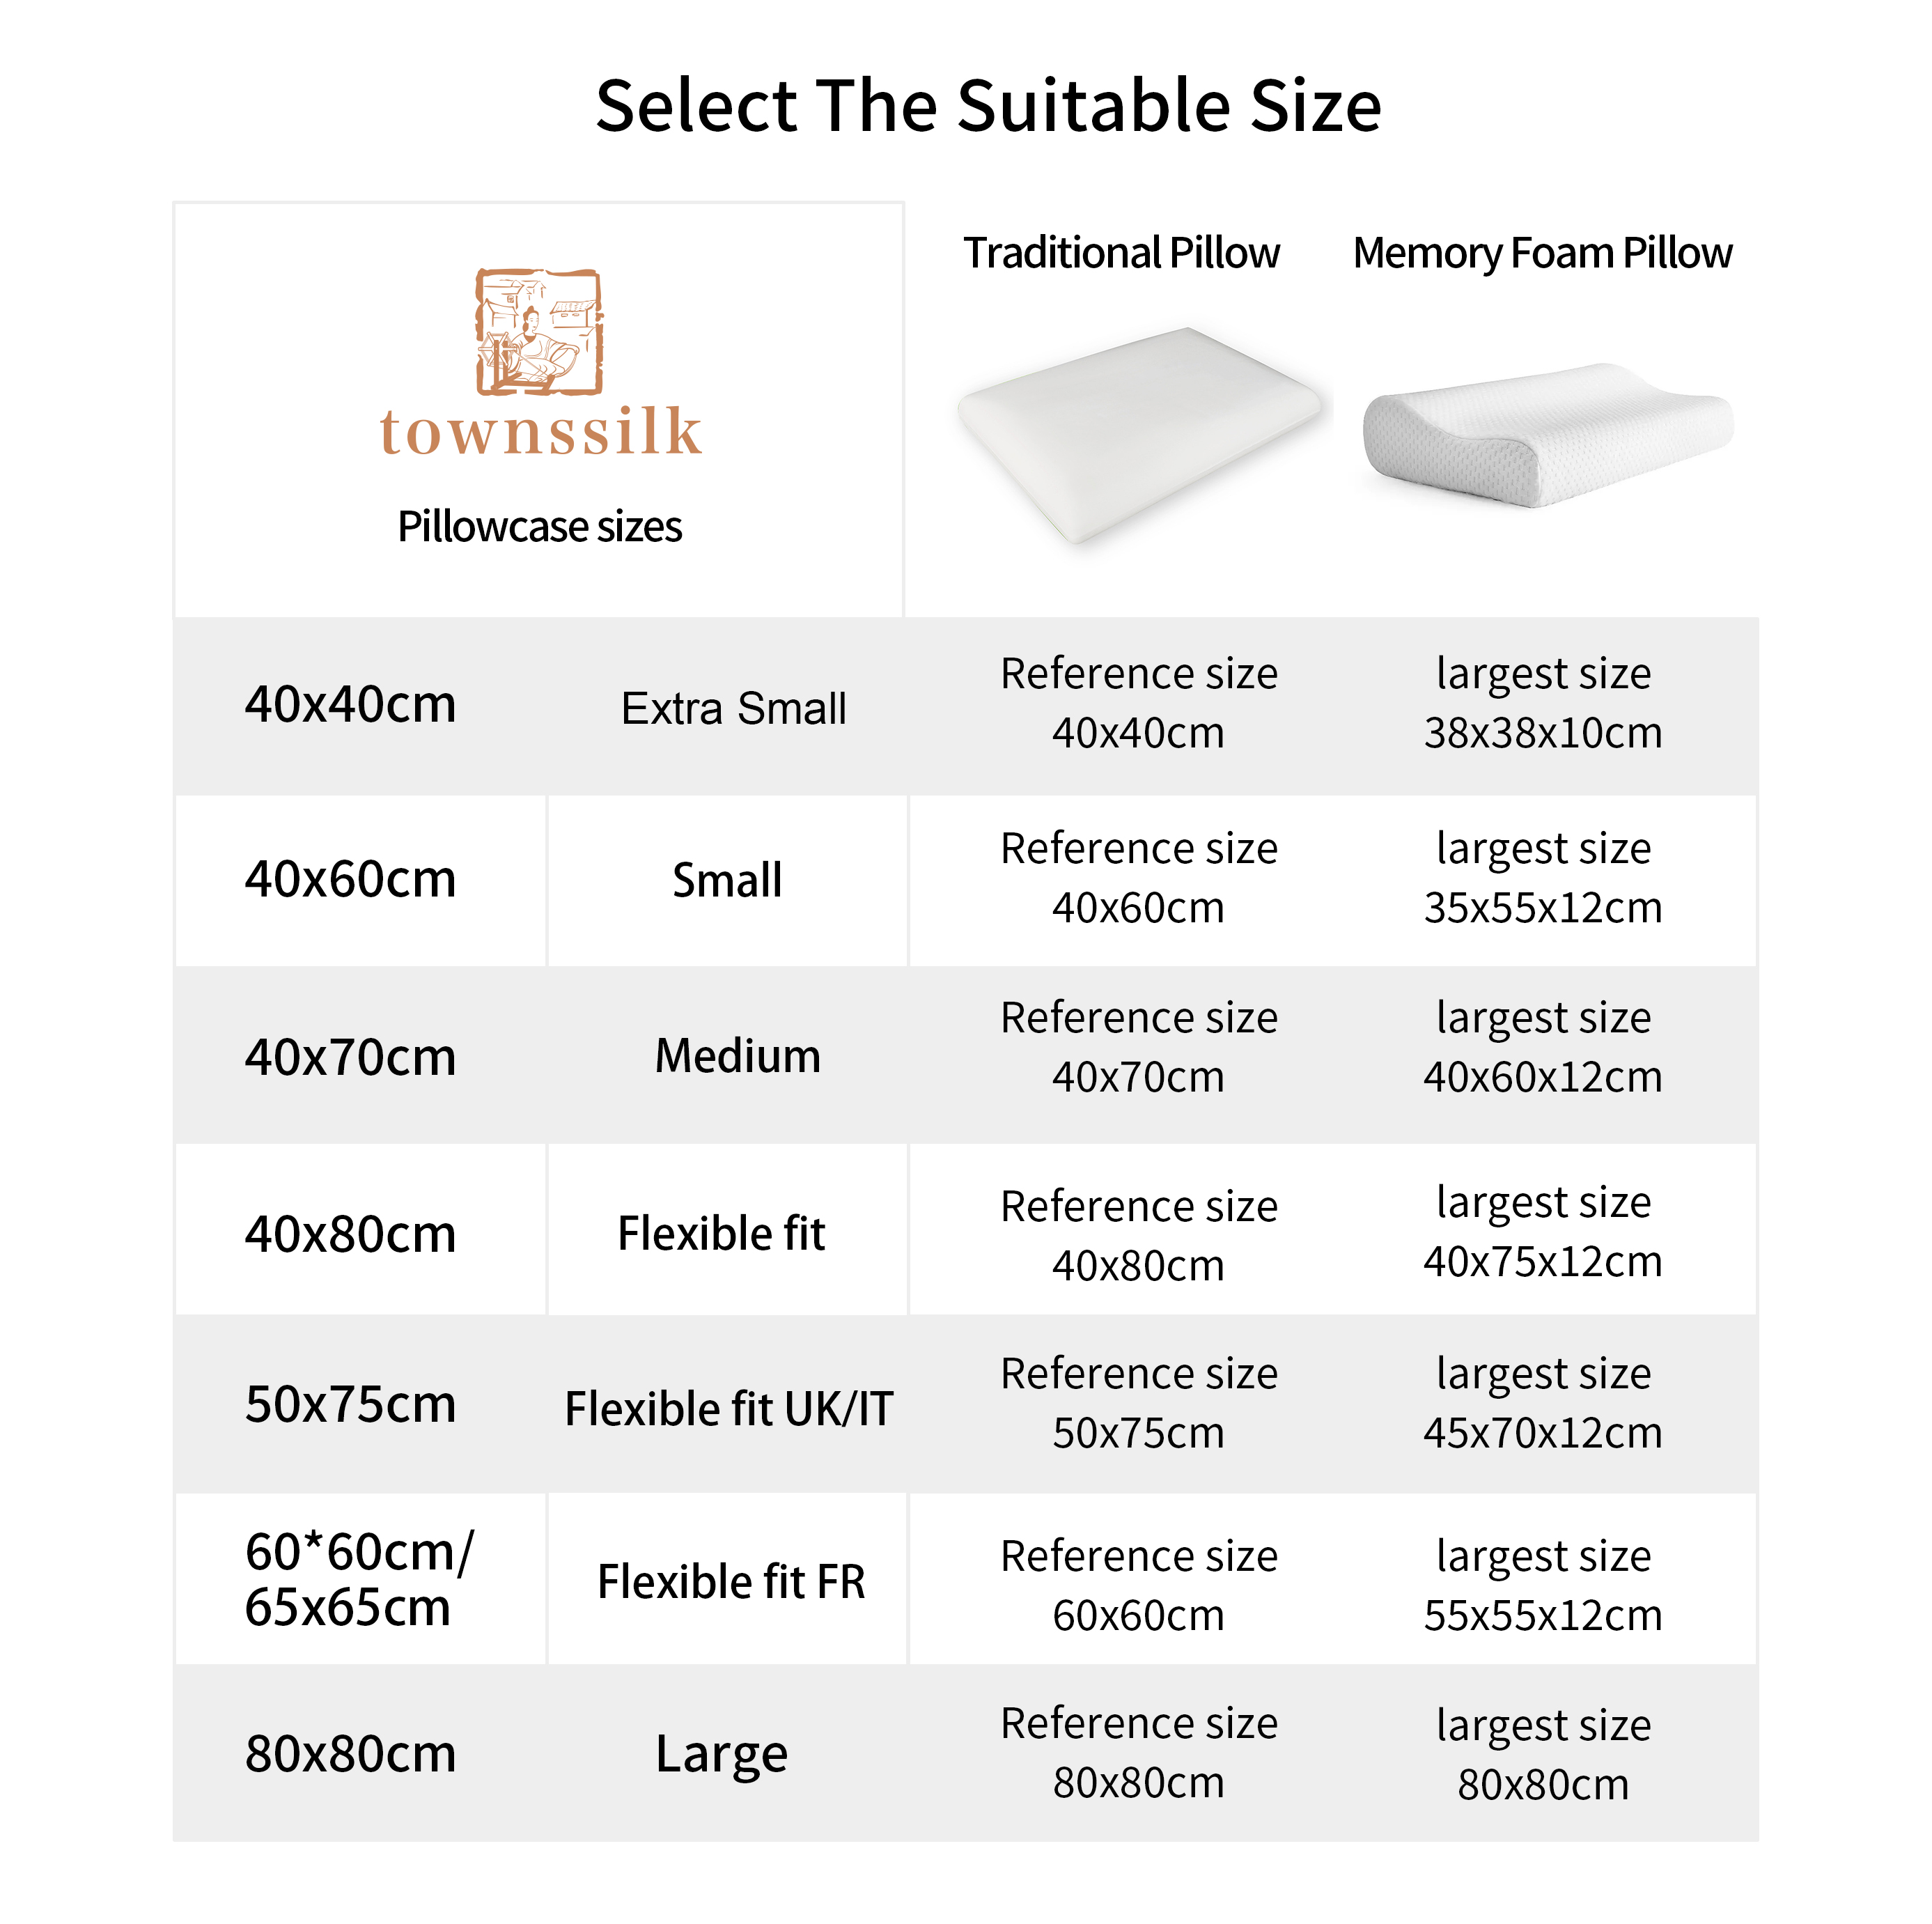 Select The Suitable Size
townssilk
Pillowcase sizes
Traditional Pillow
Memory Foam Pillow
40x40cm
Extra Small
Reference size
40x40cm
largest size
38x38x10cm
40x60cm
Small
Reference size
40x60cm
largest size
35x55x12cm
40x70cm
Medium
Reference size
40x70cm
largest size
40x60x12cm
40x80cm
Flexible fit
Reference size
40x80cm
largest size
40x75x12cm
50x75cm
Flexible fit UK/IT
Reference size
50x75cm
largest size
45x70x12cm
60*60cm/
65x65cm
Flexible fit FR
Reference size
60x60cm
largest size
55x55x12cm
80x80cm
Large
Reference size
80x80cm
largest size
80x80cm